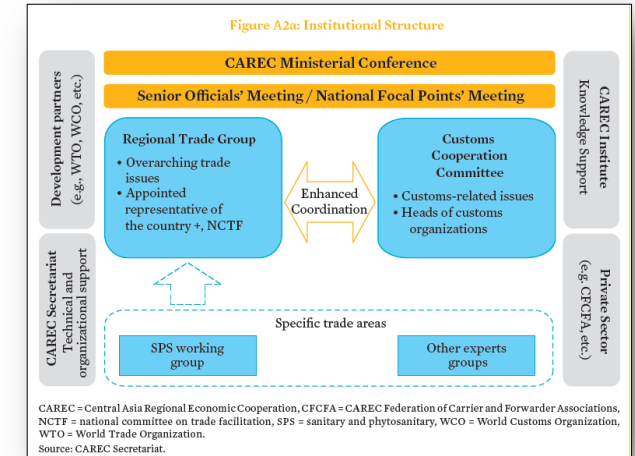 Figure A2a: Institutional Structure
CAREC Ministerial Conference
Senior Officials' Meeting / National Focal Points' Meeting
Development partners
(e.g., WTO, WCO, etc.)
CAREC Secretariat
Technical and
organizational support
Regional Trade Group
• Overarching trade
issues
• Appointed
representative of
the country +, NCTF
Enhanced
Coordination
Customs
Cooperation
Committee
• Customs-related issues
• Heads of customs
organizations
CAREC Institute
Knowledge Support
Private Sector
(e.g. CFCFA, etc.)
Specific trade areas
SPS working
group
Other experts
groups
CAREC = Central Asia Regional Economic Cooperation, CFCFA = CAREC Federation of Carrier and Forwarder Associations,
NCTF = national committee on trade facilitation, SPS = sanitary and phytosanitary, WCO = World Customs Organization,
WTO = World Trade Organization.
Source: CAREC Secretariat.